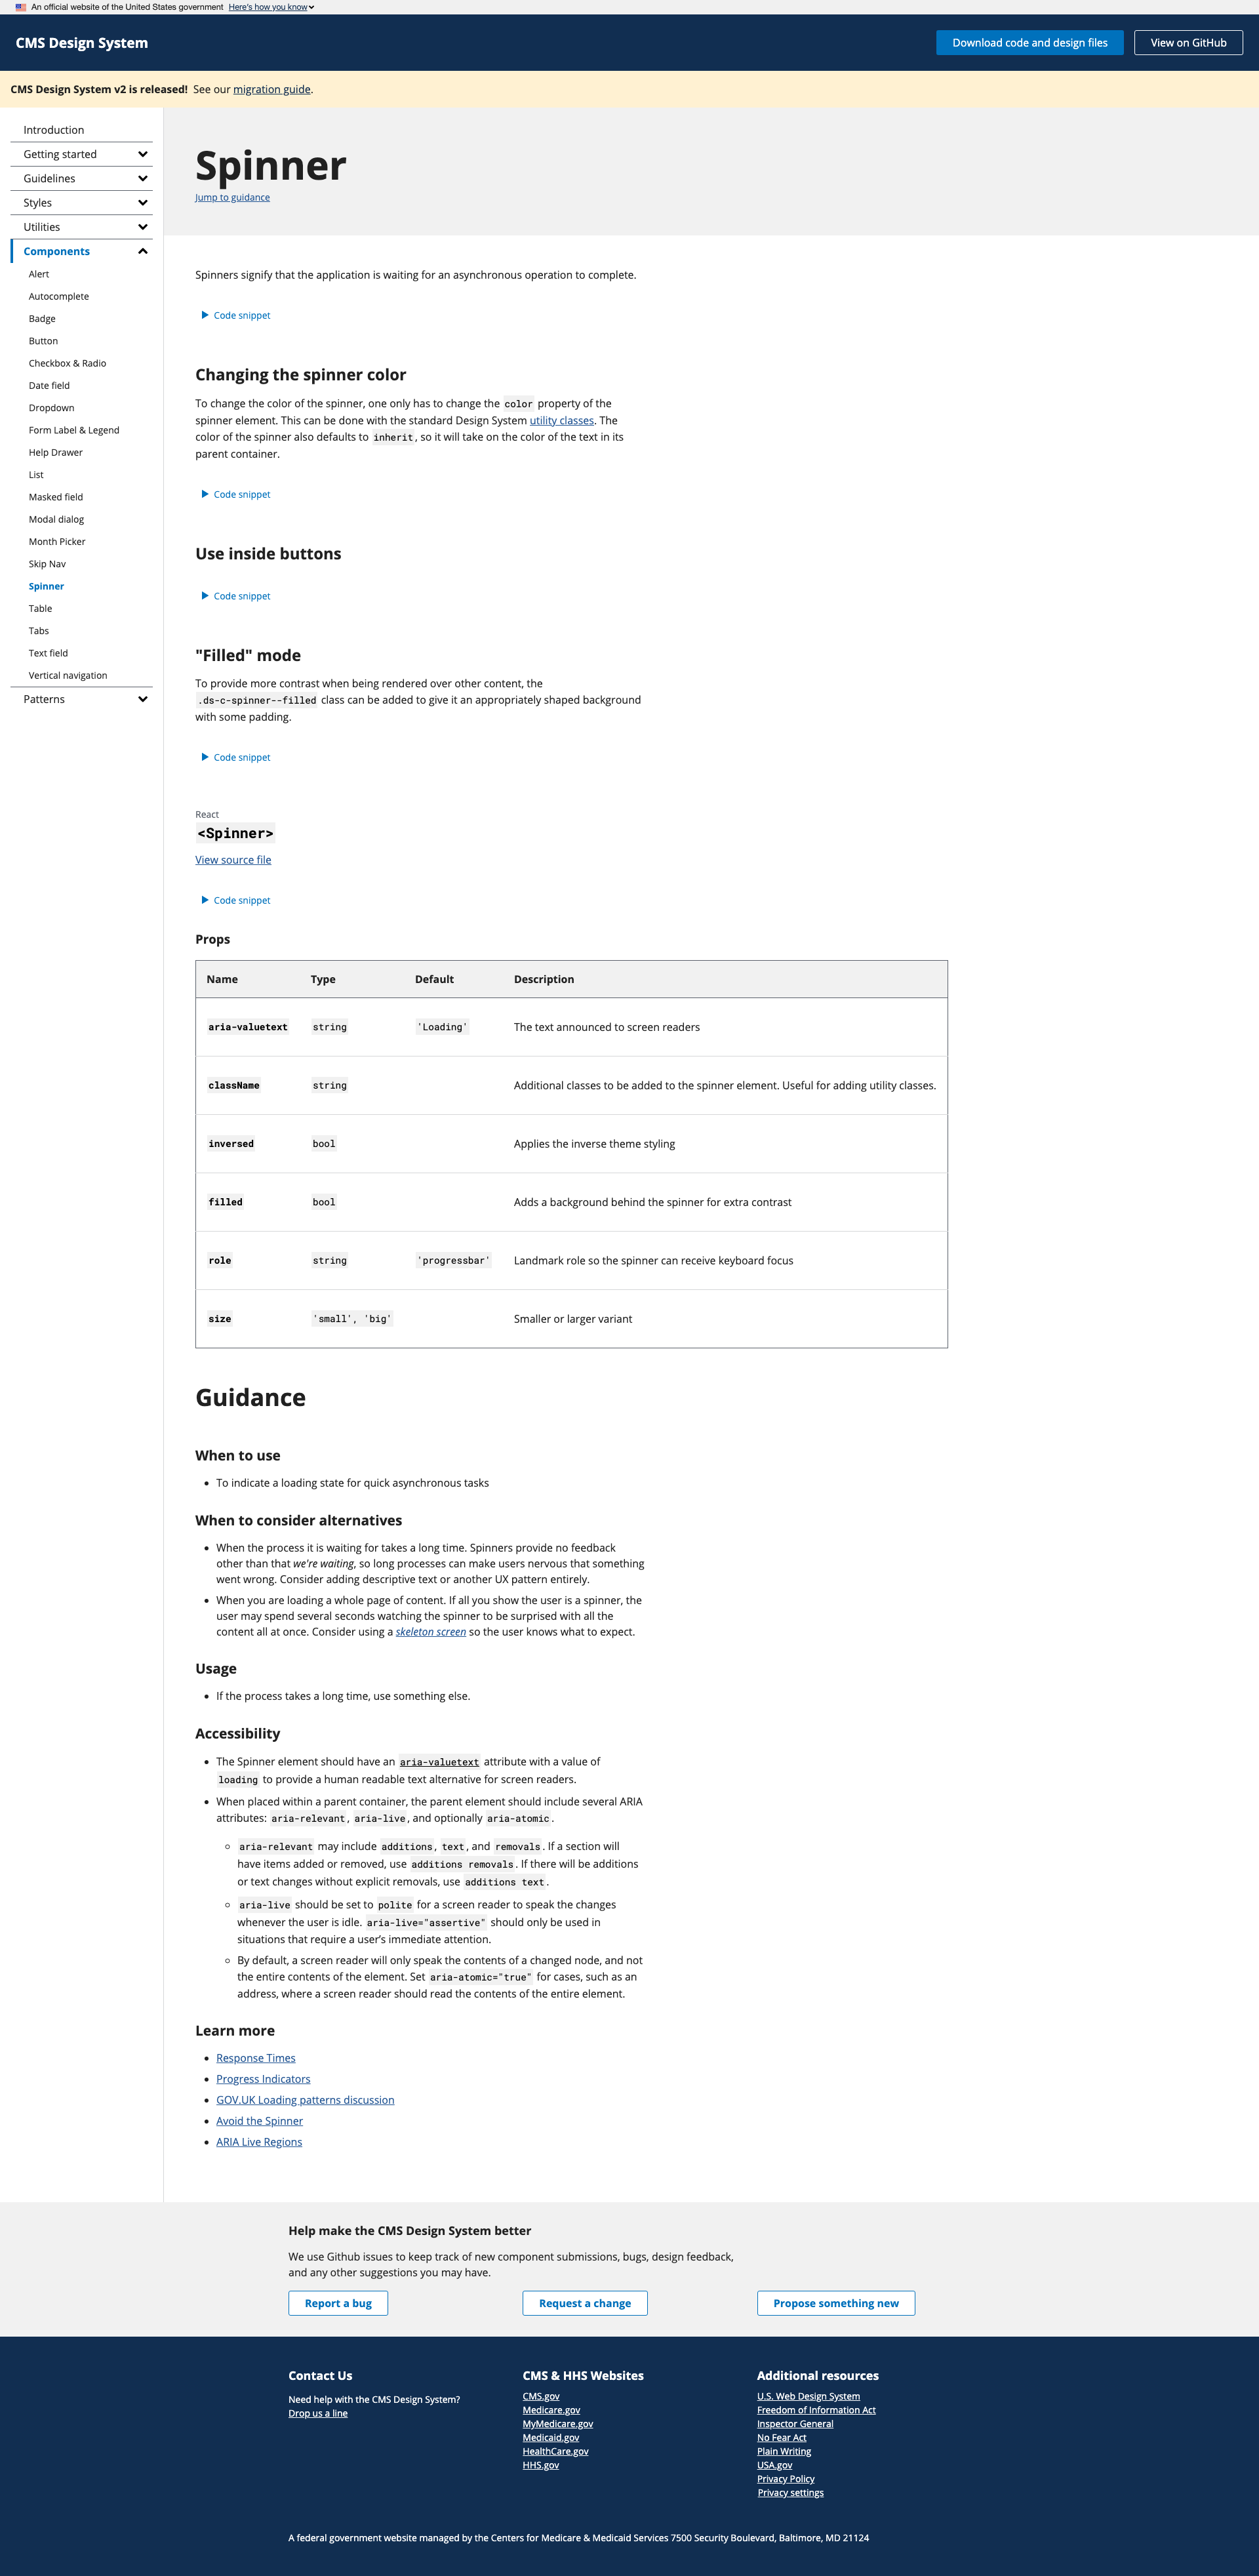 An official website of the United States government Here's how you know
CMS Design System
Download code and design files
View on GitHub
CMS Design System v2 is released! See our migration guide.
Introduction
Getting started
Guidelines
Styles
Utilities
Components
Alert
Autocomplete
Badge
Button
Checkbox & Radio
Date field
Dropdown
Form Label & Legend
Help Drawer
List
Masked field
Modal dialog
Month Picker
Skip Nav
Spinner
Table
Tabs
Text field
Vertical navigation
Patterns
Spinner
Jump to guidance
Spinners signify that the application is waiting for an asynchronous operation to complete.
Code snippet
Changing the spinner color
To change the color of the spinner, one only has to change the color property of the
spinner element. This can be done with the standard Design System utility classes. The
color of the spinner also defaults to inherit, so it will take on the color of the text in its
parent container.
Code snippet
Use inside buttons
Code snippet
"Filled" mode
To provide more contrast when being rendered over other content, the
.ds-c-spinner--filled class can be added to give it an appropriately shaped background
with some padding.
Code snippet
React
<Spinner>
View source file
Code snippet
Props
Name Type Default Description
aria-valuetext string 'Loading' The text announced to screen readers
className string Additional classes to be added to the spinner element. Useful for adding utility classes.
inversed bool Applies the inverse theme styling
filled bool Adds a background behind the spinner for extra contrast
role string 'progressbar' Landmark role so the spinner can receive keyboard focus
size 'small', 'big' Smaller or larger variant
Guidance
When to use
To indicate a loading state for quick asynchronous tasks
When to consider alternatives
When the process it is waiting for takes a long time. Spinners provide no feedback
other than that we're waiting, so long processes can make users nervous that something
went wrong. Consider adding descriptive text or another UX pattern entirely.
When you are loading a whole page of content. If all you show the user is a spinner, the
user may spend several seconds watching the spinner to be surprised with all the
content all at once. Consider using a skeleton screen so the user knows what to expect.
Usage
If the process takes a long time, use something else.
Accessibility
The Spinner element should have an aria-valuetext attribute with a value of
loading to provide a human readable text alternative for screen readers.
When placed within a parent container, the parent element should include several ARIA
attributes: aria-relevant, aria-live, and optionally aria-atomic.
aria-relevant may include additions, text, and removals. If a section will
have items added or removed, use additions removals. If there will be additions
or text changes without explicit removals, use additions text.
aria-live should be set to polite for a screen reader to speak the changes
whenever the user is idle. aria-live="assertive" should only be used in
situations that require a user's immediate attention.
By default, a screen reader will only speak the contents of a changed node, and not
the entire contents of the element. Set aria-atomic="true" for cases, such as an
address, where a screen reader should read the contents of the entire element.
Learn more
Response Times
Progress Indicators
GOV.UK Loading patterns discussion
Avoid the Spinner
ARIA Live Regions
Help make the CMS Design System better
We use Github issues to keep track of new component submissions, bugs, design feedback,
and any other suggestions you may have.
Report a bug
Request a change
Propose something new
Contact Us
Need help with the CMS Design System?
Drop us a line
CMS & HHS Websites
CMS.gov
Medicare.gov
MyMedicare.gov
Medicaid.gov
HealthCare.gov
HHS.gov
Additional resources
U.S. Web Design System
Freedom of Information Act
Inspector General
No Fear Act
Plain Writing
USA.gov
Privacy Policy
Privacy settings
A federal government website managed by the Centers for Medicare & Medicaid Services 7500 Security Boulevard, Baltimore, MD 21124